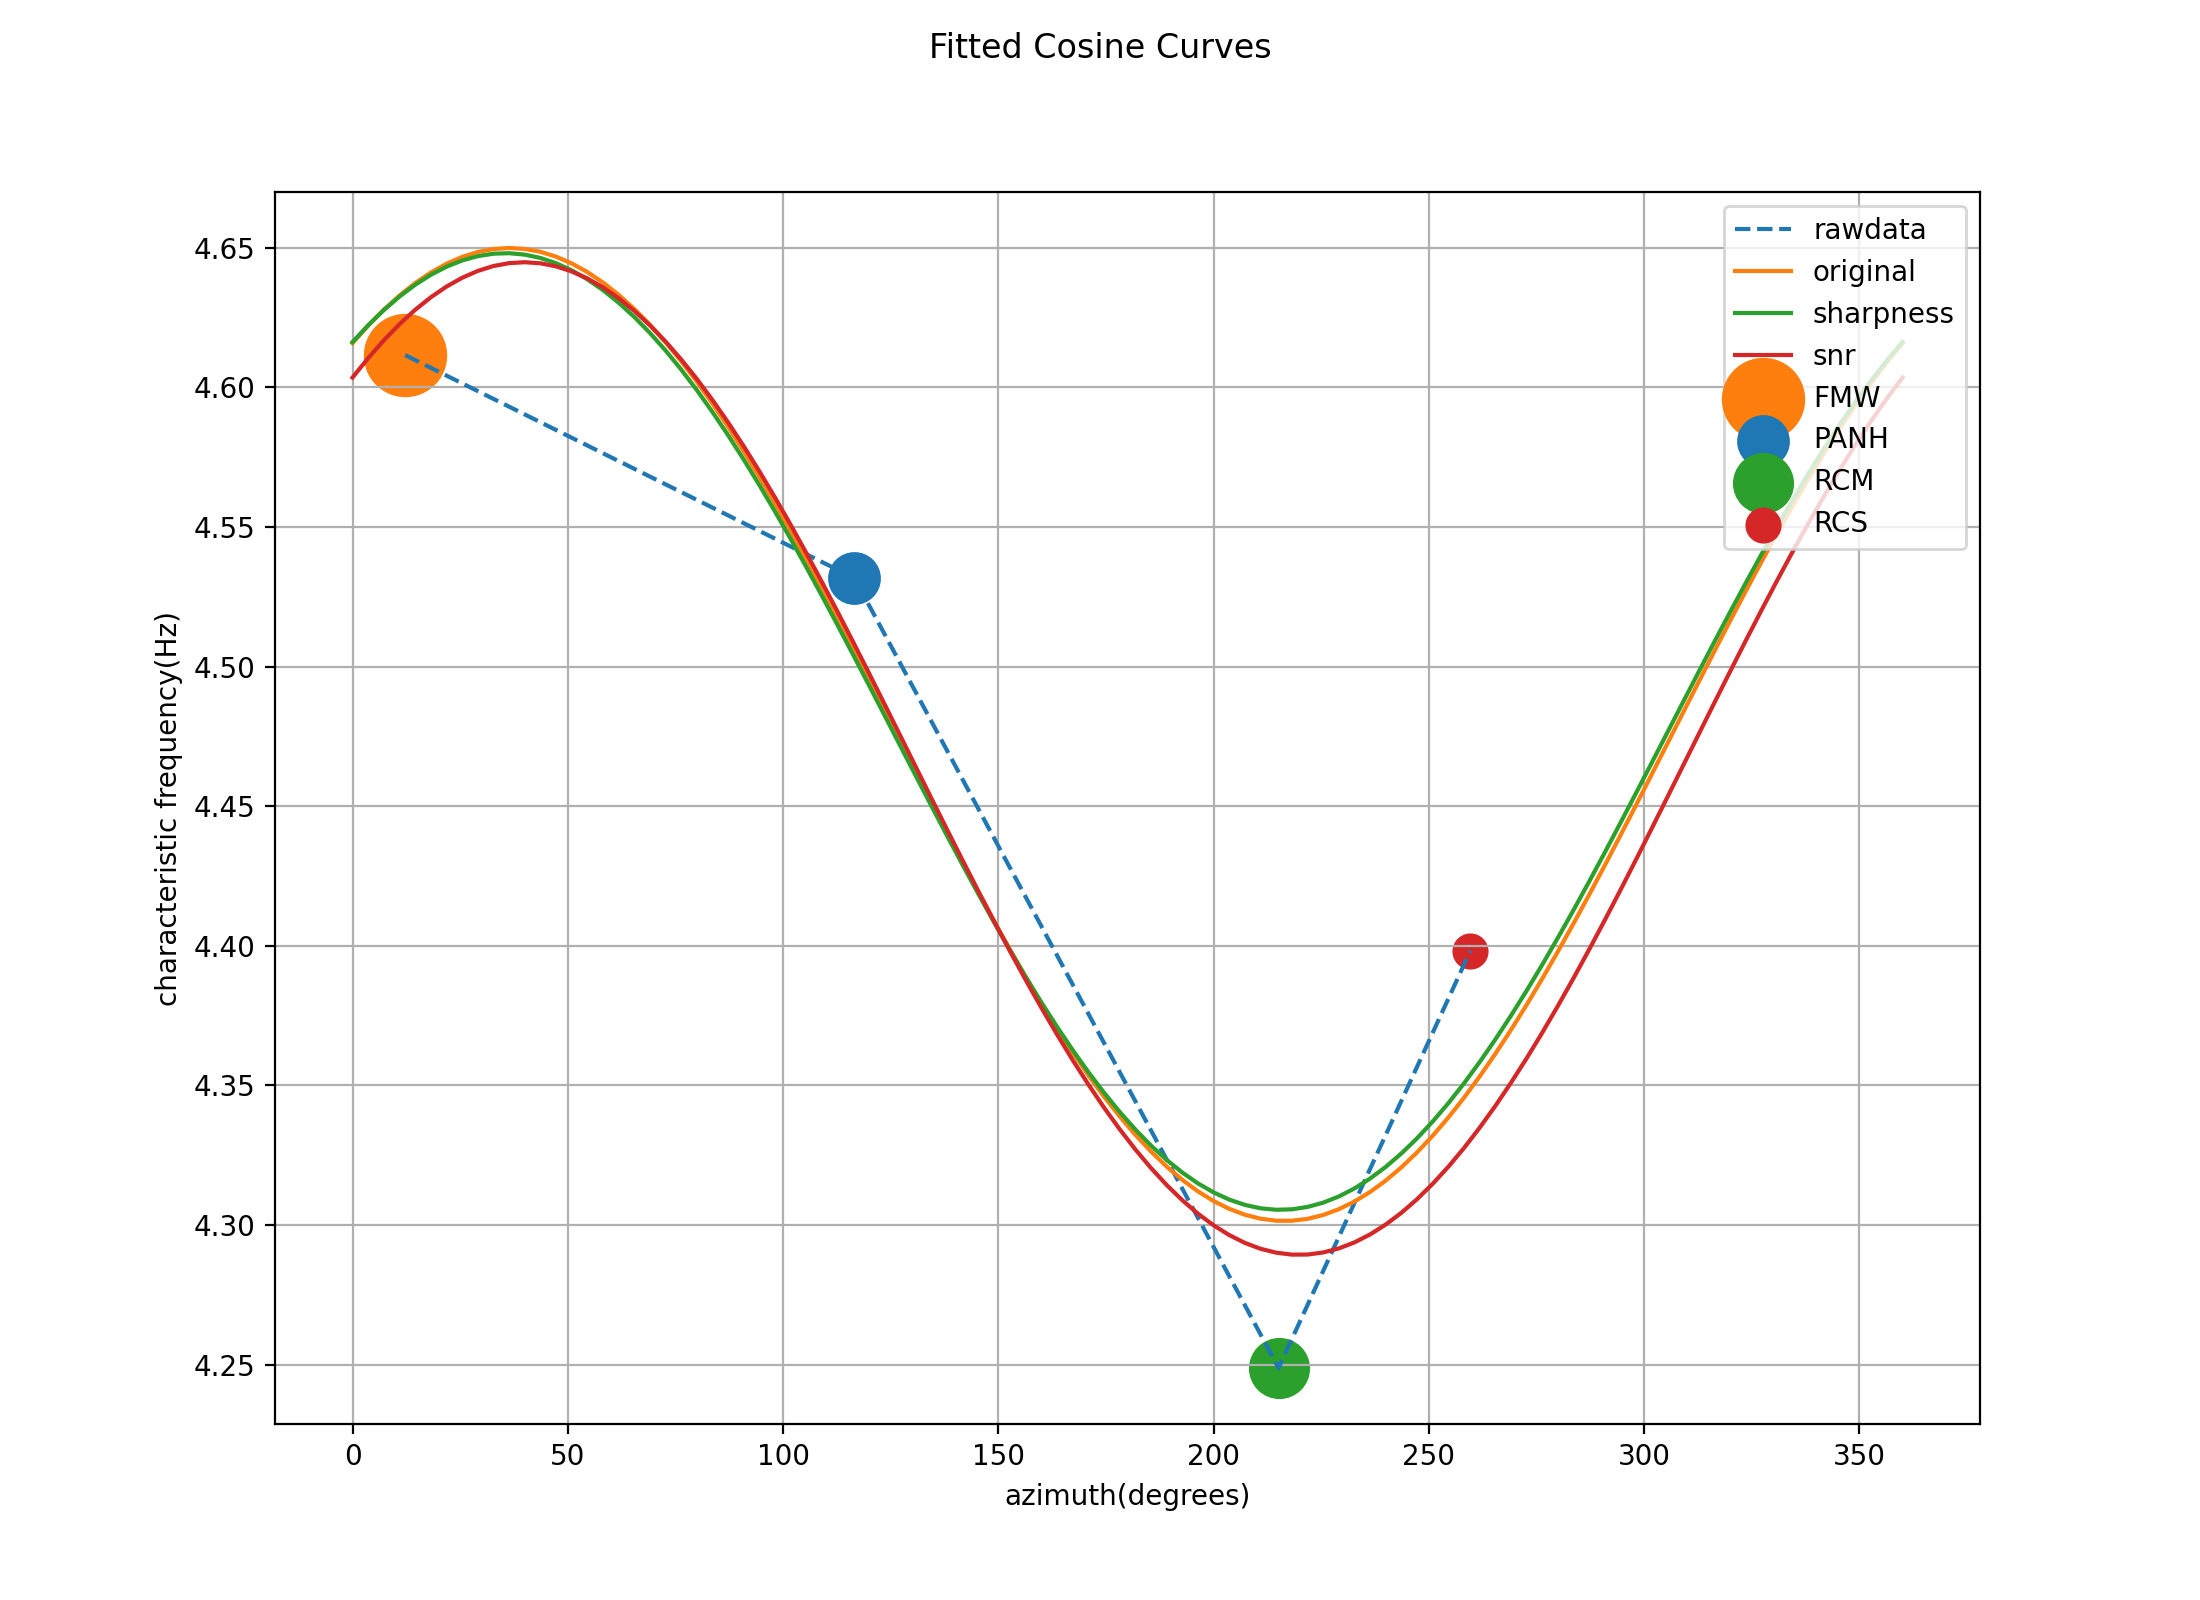 Fitted Cosine Curves
rawdata
original
sharpness
snr
FMW
PANH
RCM
RCS
4.65
4.60
4.55
4.50
4.45
4.40
4.35
4.30
4.25
characteristic frequency(Hz)
0 50 100 150 200 250 300 350
azimuth(degrees)